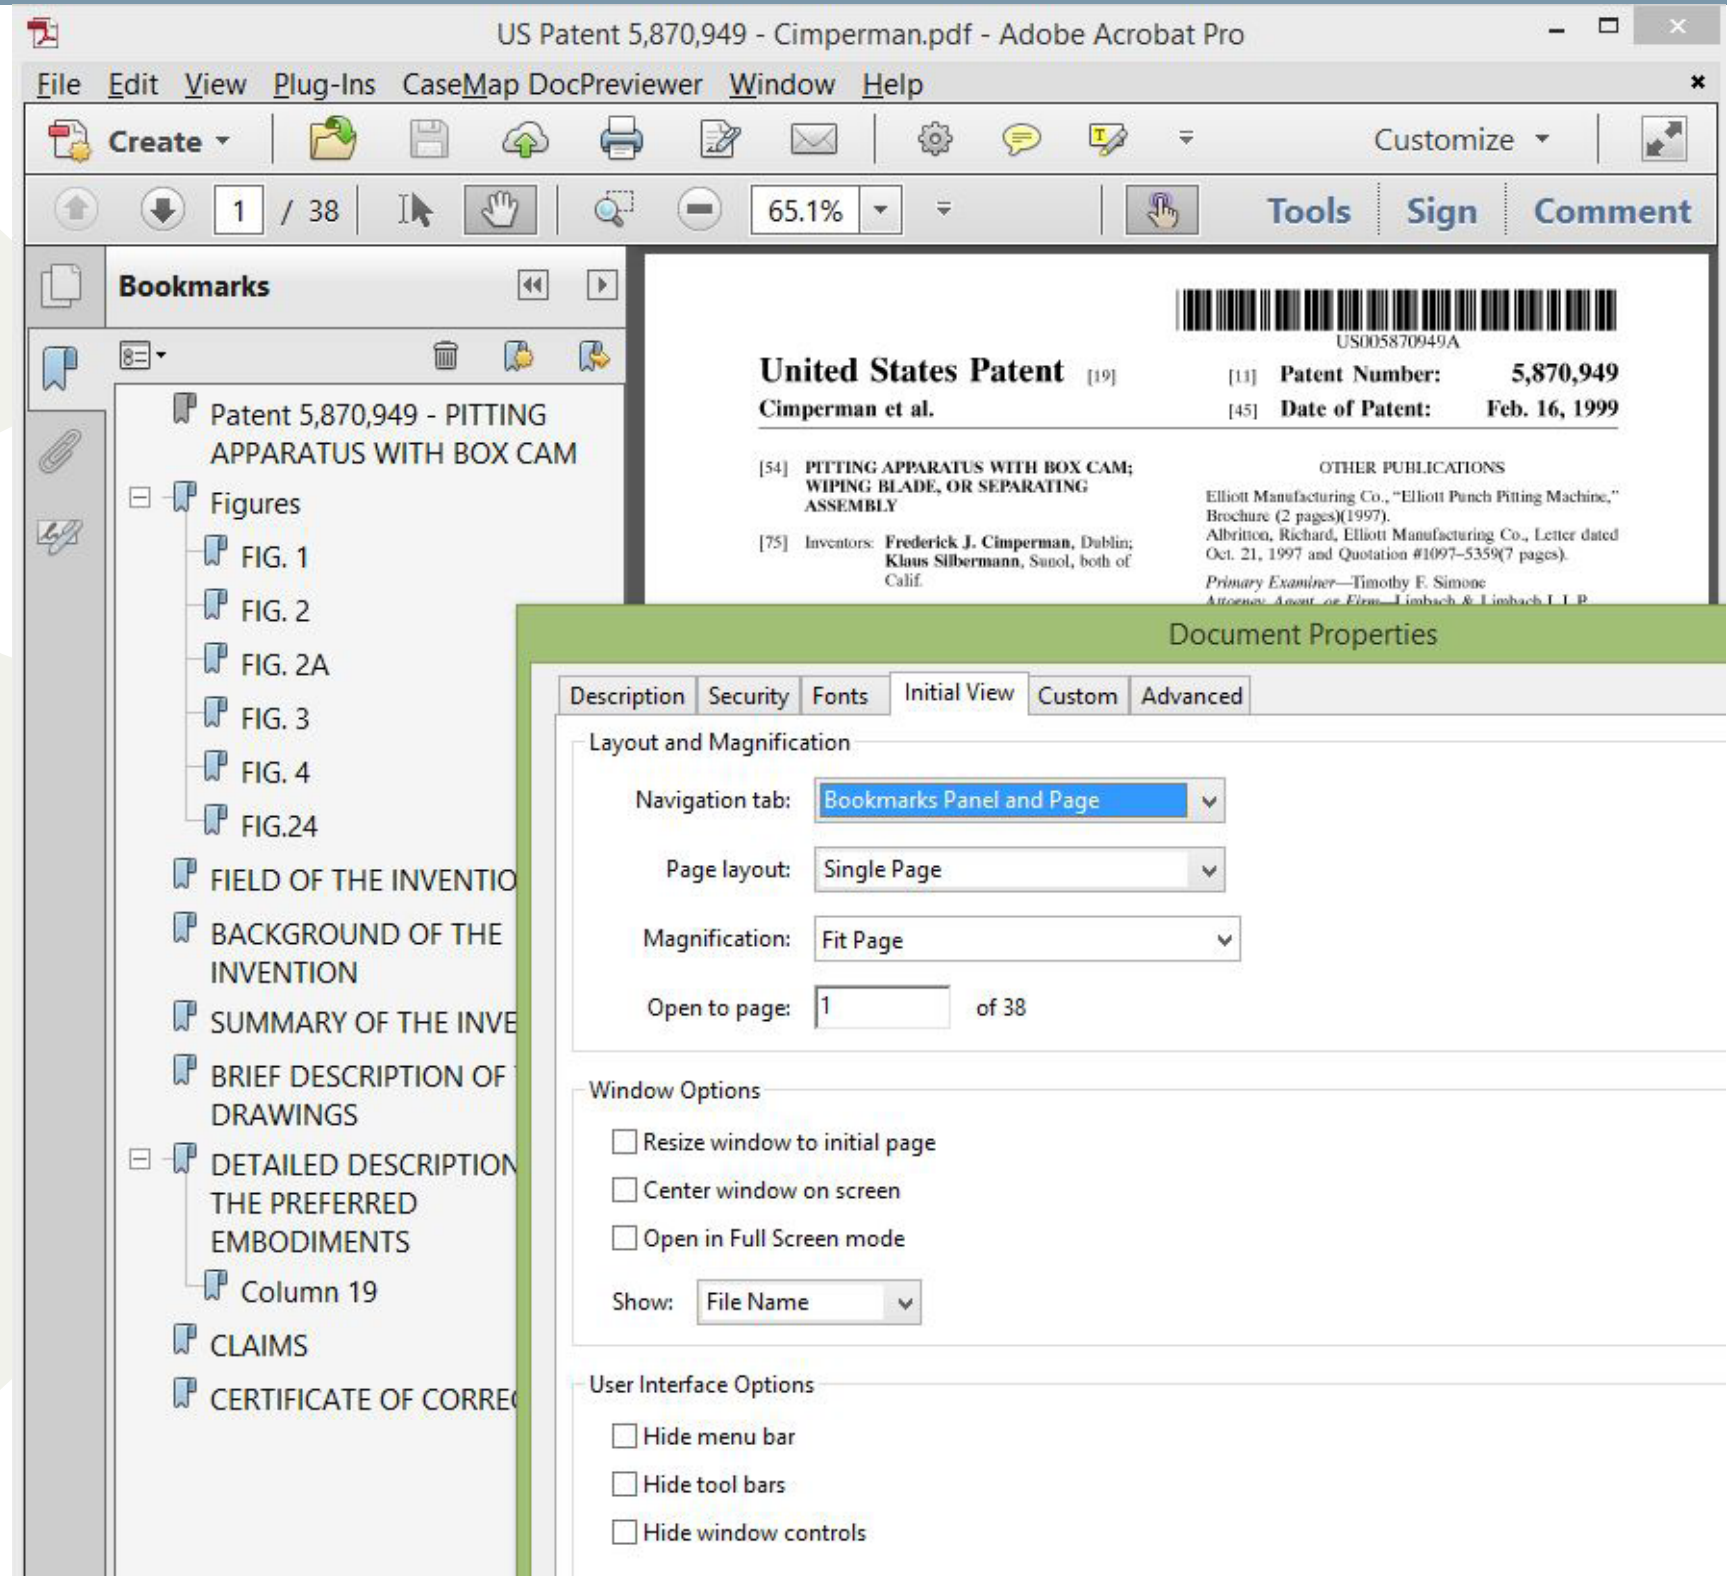 US Patent 5,870,949 - Cimperman.pdf - Adobe Acrobat Pro
File Edit View Plug-Ins CaseMap DocPreviewer Window Help
Create Customize
1 / 38 65.1% Tools Sign Comment
Bookmarks
Patent 5,870,949 - PITTING
APPARATUS WITH BOX CAM
Figures
FIG. 1
FIG. 2
FIG. 2A
FIG. 3
FIG. 4
FIG.24
FIELD OF THE INVENTIO
BACKGROUND OF THE
INVENTION
SUMMARY OF THE INVE
BRIEF DESCRIPTION OF
DRAWINGS
DETAILED DESCRIPTION
THE PREFERRED
EMBODIMENTS
Column 19
CLAIMS
CERTIFICATE OF CORRE
US005870949A
United States Patent [19]
Cimperman et al.
[11] Patent Number: 5,870,949
[45] Date of Patent: Feb. 16, 1999
[54] PITTING APPARATUS WITH BOX CAM;
WIPING BLADE, OR SEPARATING
ASSEMBLY
[75] Inventors: Frederick J. Cimperman, Dublin;
Klaus Silbermann, Sunol, both of
Calif.
OTHER PUBLICATIONS
Elliott Manufacturing Co., “Elliott Punch Pitting Machine,”
Brochure (2 pages)(1997).
Albritton, Richard, Elliott Manufacturing Co., Letter dated
Oct. 21, 1997 and Quotation #1097–5359(7 pages).
Primary Examiner—Timothy F. Simone
Attorney, Agent, or Firm—Limbach & Limbach L.L.P.
Document Properties
Description Security Fonts Initial View Custom Advanced
Layout and Magnification
Navigation tab: Bookmarks Panel and Page
Page layout: Single Page
Magnification: Fit Page
Open to page: 1 of 38
Window Options
Resize window to initial page
Center window on screen
Open in Full Screen mode
Show: File Name
User Interface Options
Hide menu bar
Hide tool bars
Hide window controls